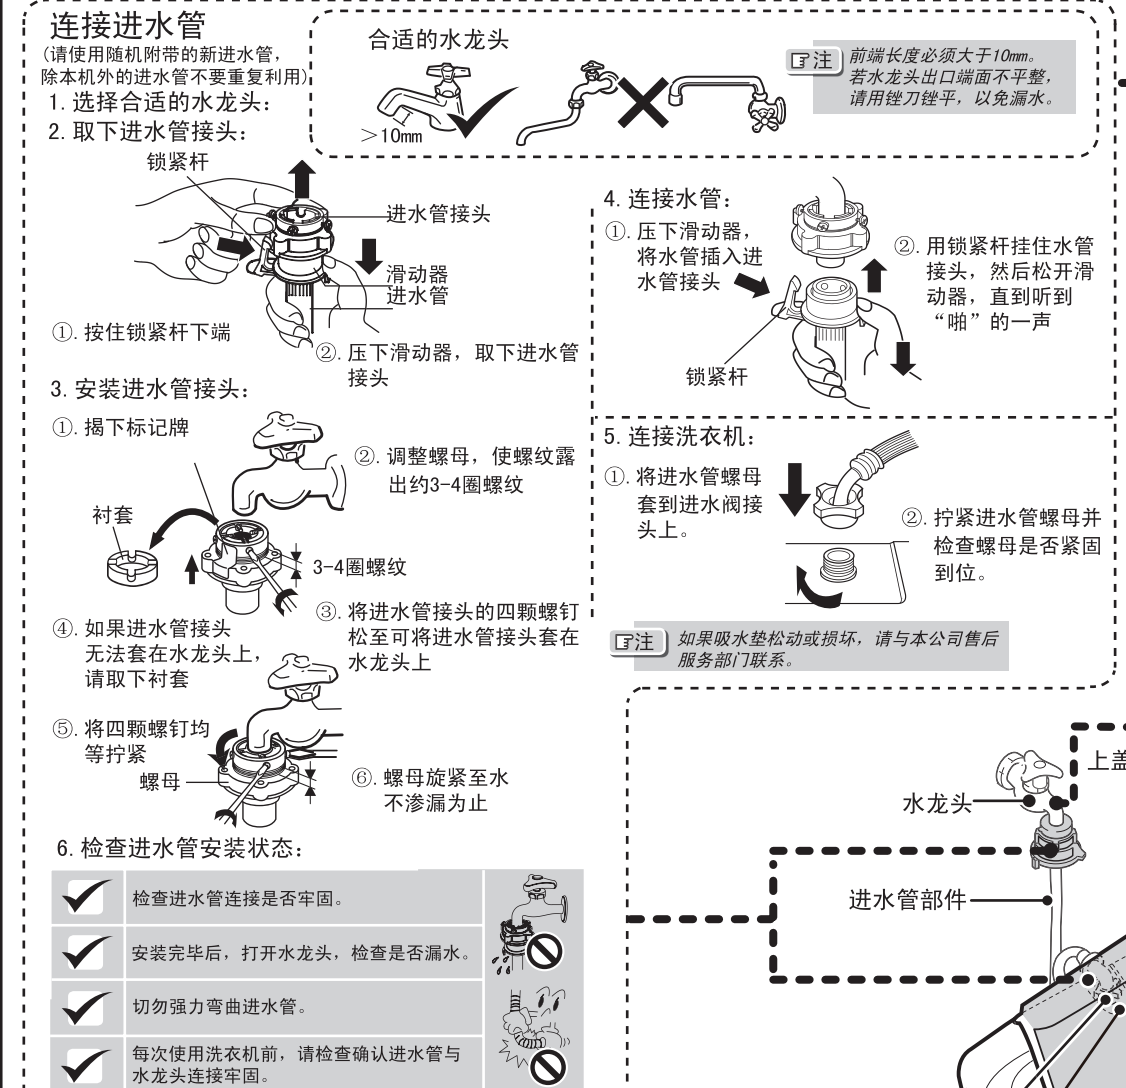 连接进水管
(请使用随机附带的新进水管，
除本机外的进水管不要重复利用)
1. 选择合适的水龙头：
合适的水龙头
＞10mm
注
前端长度必须大于10mm。
若水龙头出口端面不平整，
请用锉刀锉平，以免漏水。
2. 取下进水管接头：
锁紧杆
进水管接头
滑动器
进水管
①. 按住锁紧杆下端
②. 压下滑动器，取下进水管
接头
3. 安装进水管接头：
①. 揭下标记牌
②. 调整螺母，使螺纹露
出约3-4圈螺纹
衬套
3-4圈螺纹
③. 将进水管接头的四颗螺钉
松至可将进水管接头套在
水龙头上
④. 如果进水管接头
无法套在水龙头上，
请取下衬套
⑤. 将四颗螺钉均
等拧紧
螺母
⑥. 螺母旋紧至水
不渗漏为止
4. 连接水管：
①. 压下滑动器，
将水管插入进
水管接头
②. 用锁紧杆挂住水管
接头，然后松开滑
动器，直到听到
“啪”的一声
锁紧杆
5. 连接洗衣机：
①. 将进水管螺母
套到进水阀接
头上。
②. 拧紧进水管螺母并
检查螺母是否紧固
到位。
注
如果吸水垫松动或损坏，请与本公司售后
服务部门联系。
6. 检查进水管安装状态：
检查进水管连接是否牢固。
安装完毕后，打开水龙头，检查是否漏水。
切勿强力弯曲进水管。
每次使用洗衣机前，请检查确认进水管与
水龙头连接牢固。
上盖
水龙头
进水管部件